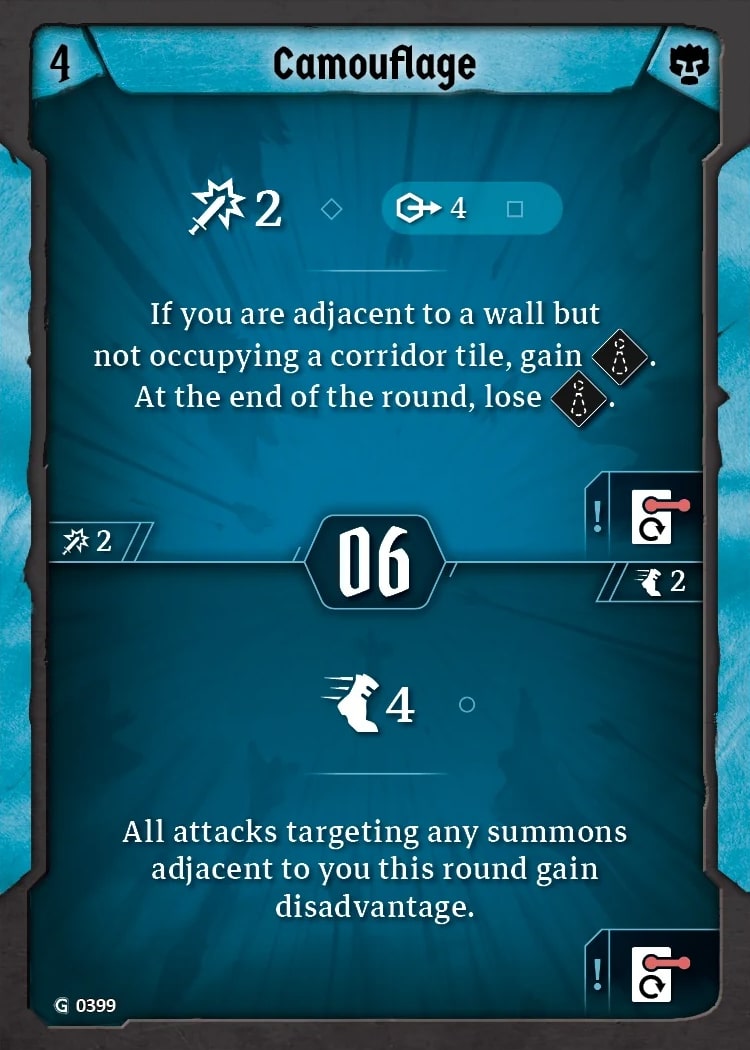 4
Camouflage
2
4
If you are adjacent to a wall but
not occupying a corridor tile, gain .
At the end of the round, lose .
!
2
06
2
4
All attacks targeting any summons
adjacent to you this round gain
disadvantage.
!
G 0399